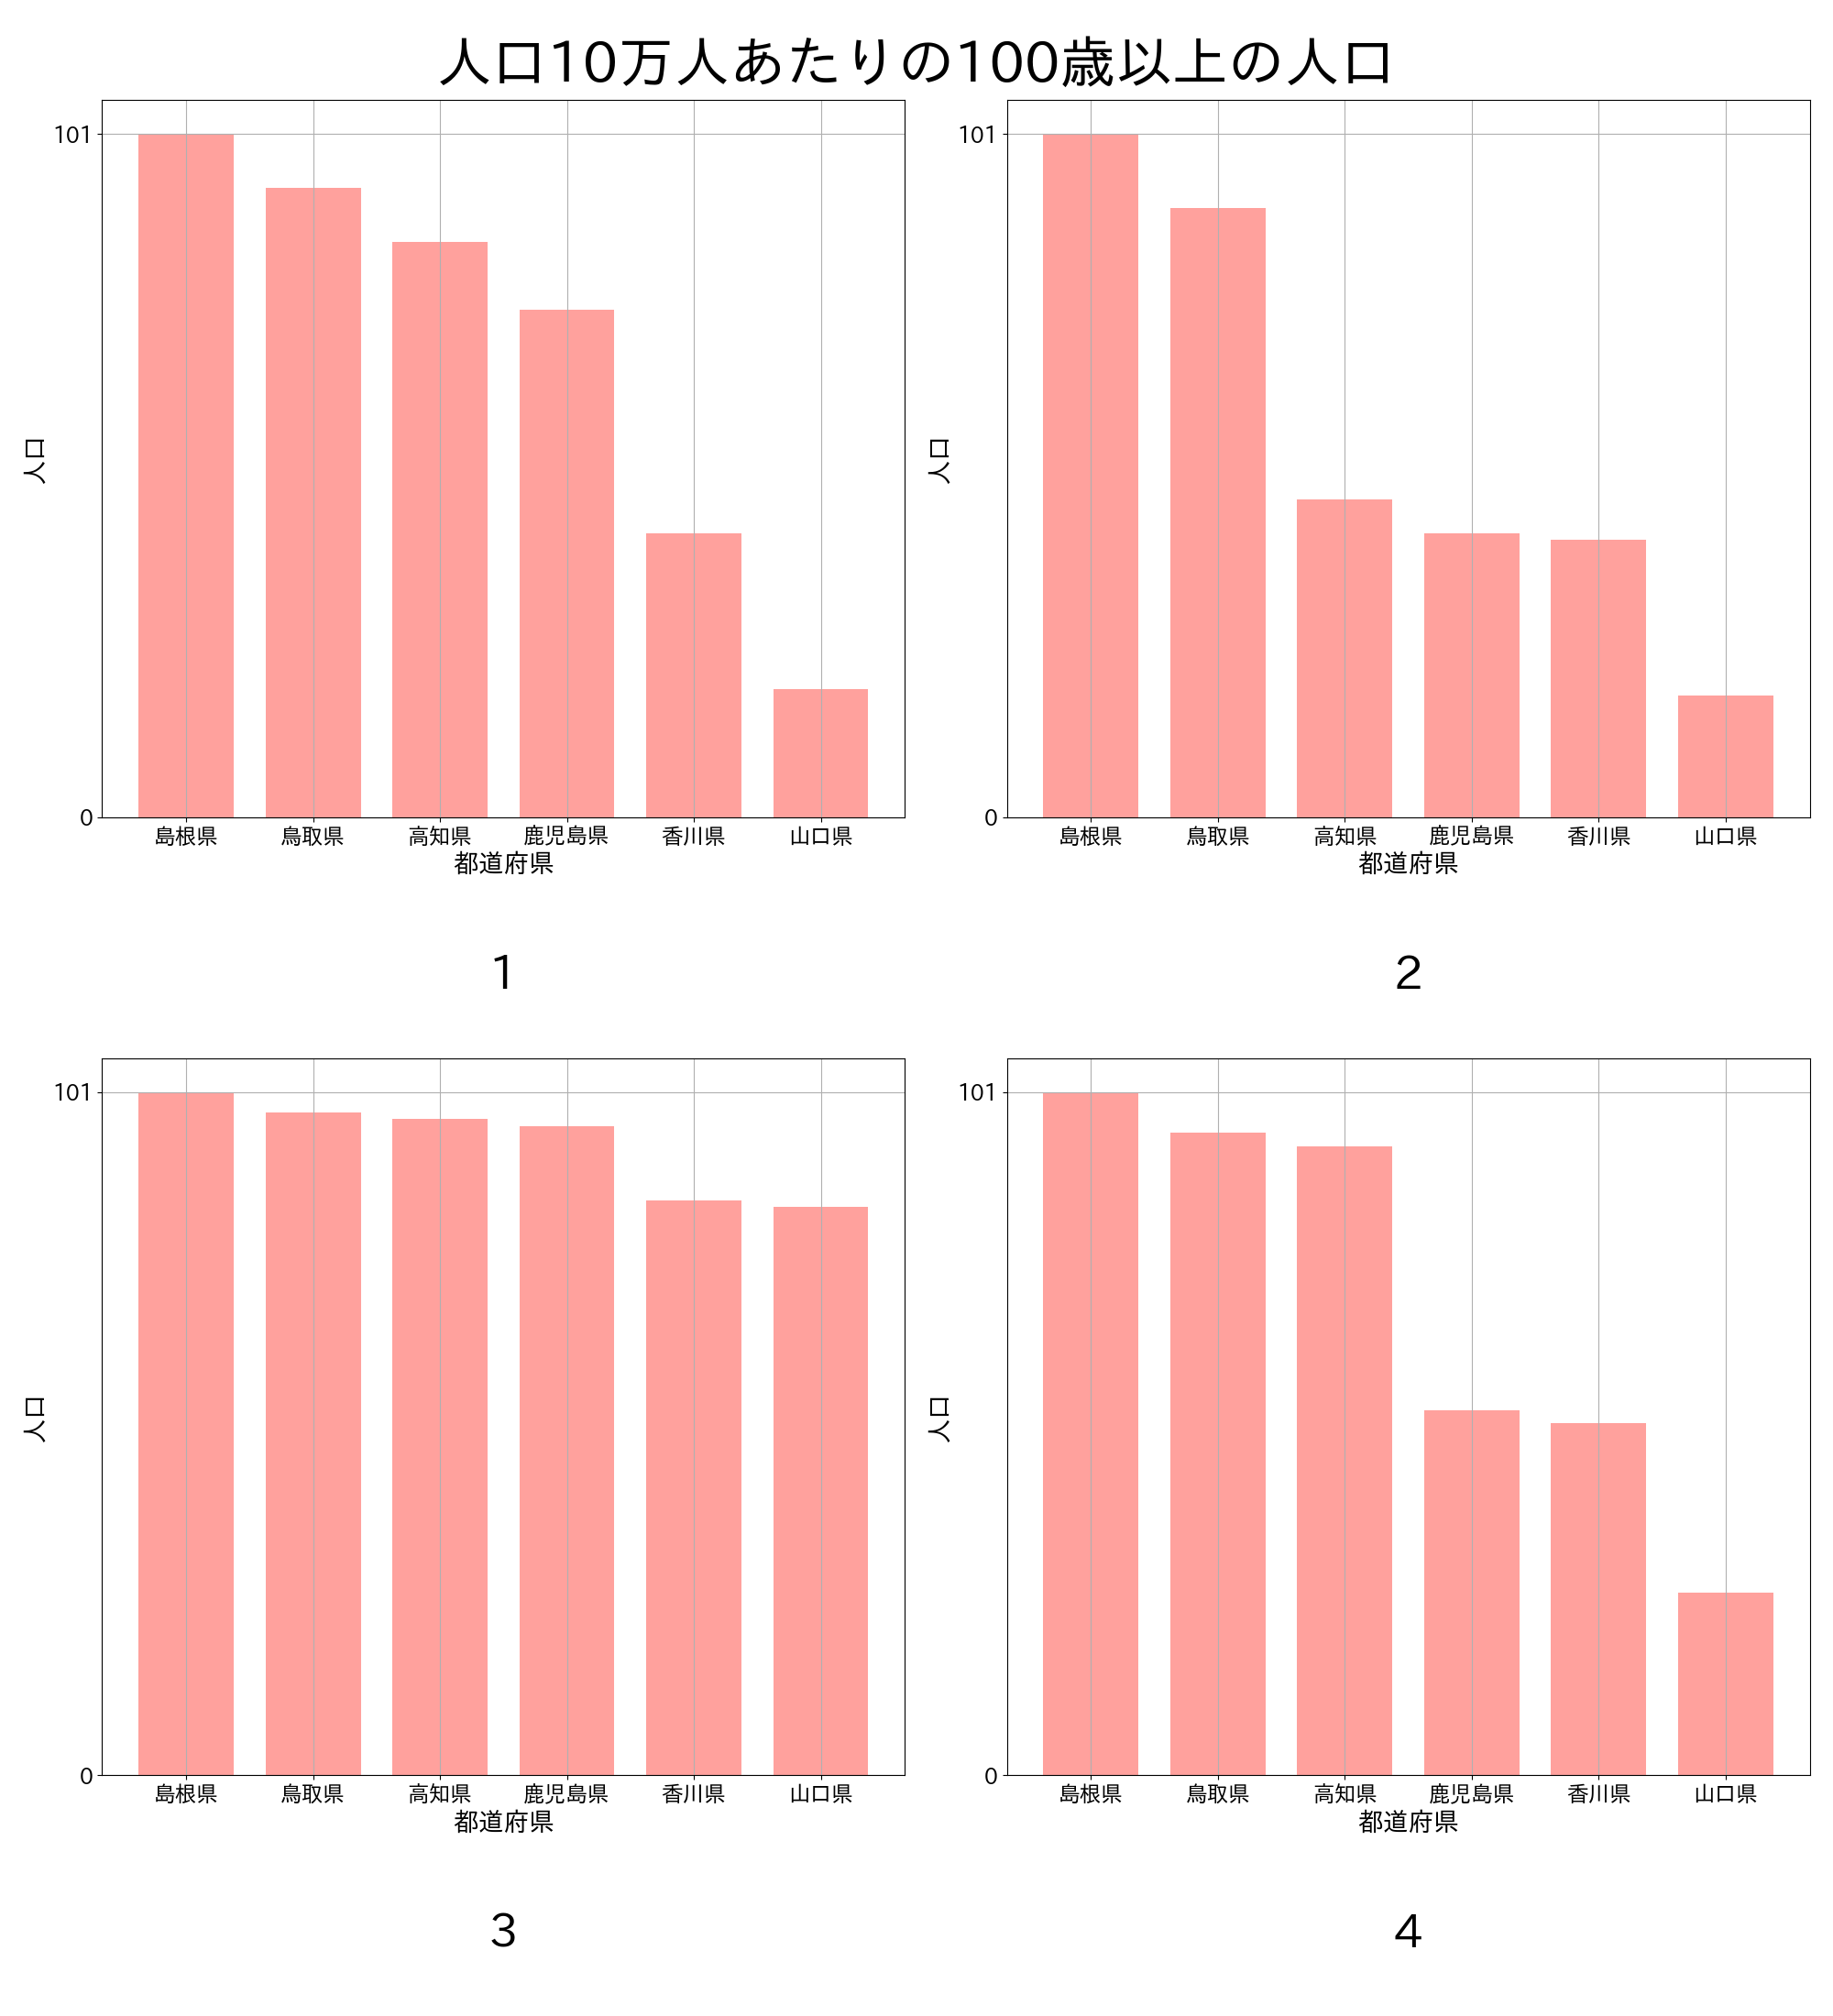 人口10万人あたりの100歳以上の人口
101
0
人口
島根県 鳥取県 高知県 鹿児島県 香川県 山口県
都道府県
1
101
0
人口
島根県 鳥取県 高知県 鹿児島県 香川県 山口県
都道府県
2
101
0
人口
島根県 鳥取県 高知県 鹿児島県 香川県 山口県
都道府県
3
101
0
人口
島根県 鳥取県 高知県 鹿児島県 香川県 山口県
都道府県
4